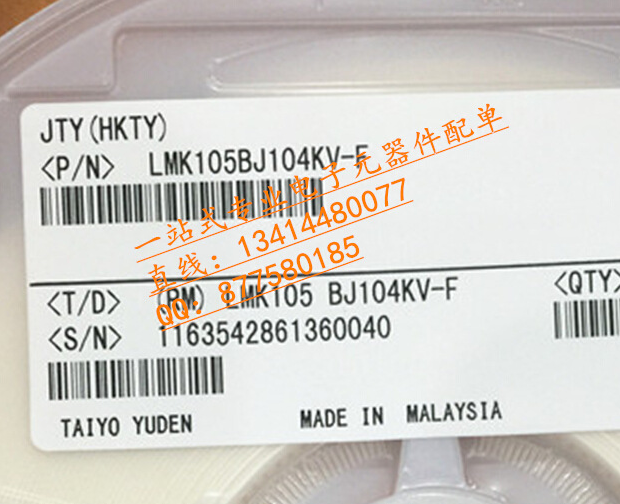 JTY(HKTY)
<P/N> LMK105BJ104KV-F
一站式专业电子元器件配单
直线：13414480077
QQ：877580185
<T/D> (RM) LMK105 BJ104KV-F
<QTY>
<S/N> 1163542861360040
TAIYO YUDEN MADE IN MALAYSIA